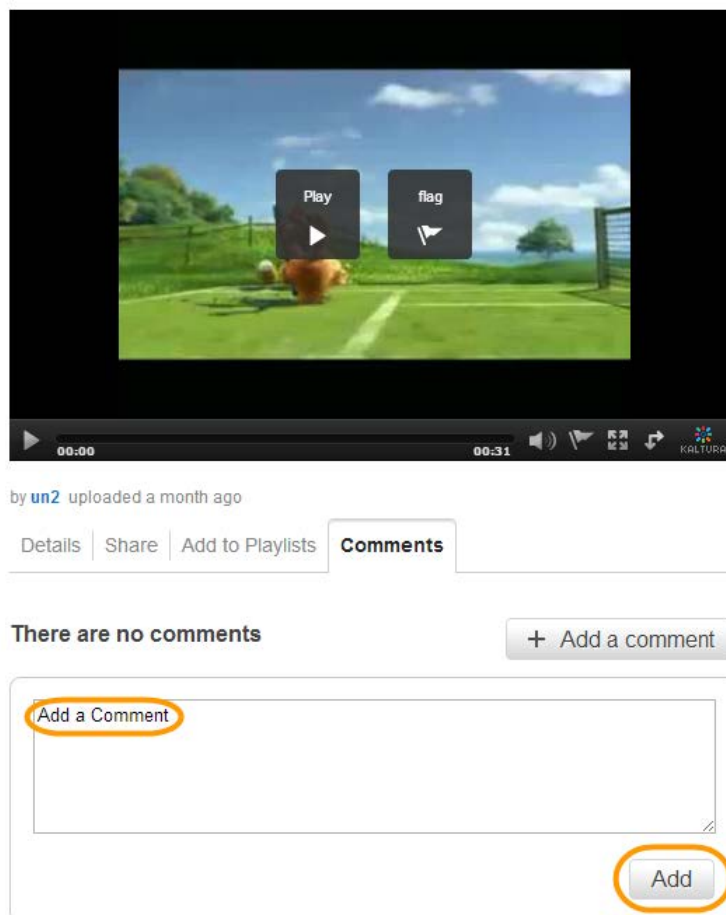 Play flag
00:00 00:31 KALTURA
by un2 uploaded a month ago
Details Share Add to Playlists Comments
There are no comments + Add a comment
Add a Comment
Add